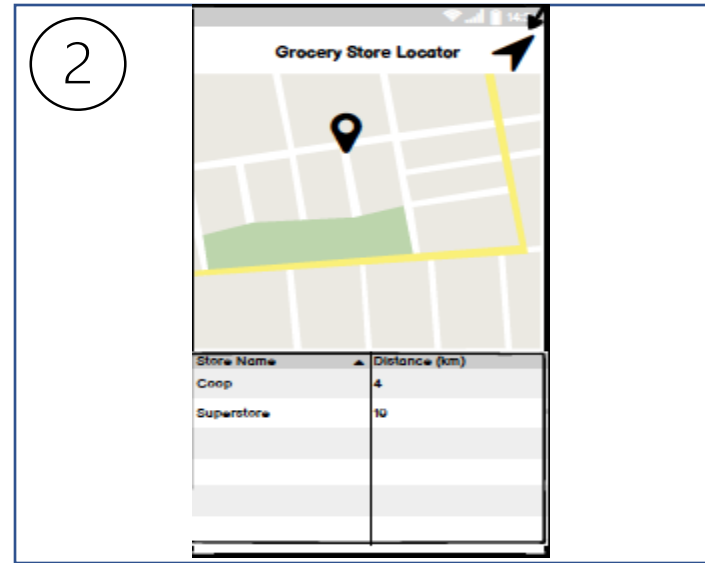 2
Grocery Store Locator
Store Name Distance (km)
Coop 4
Superstore 10